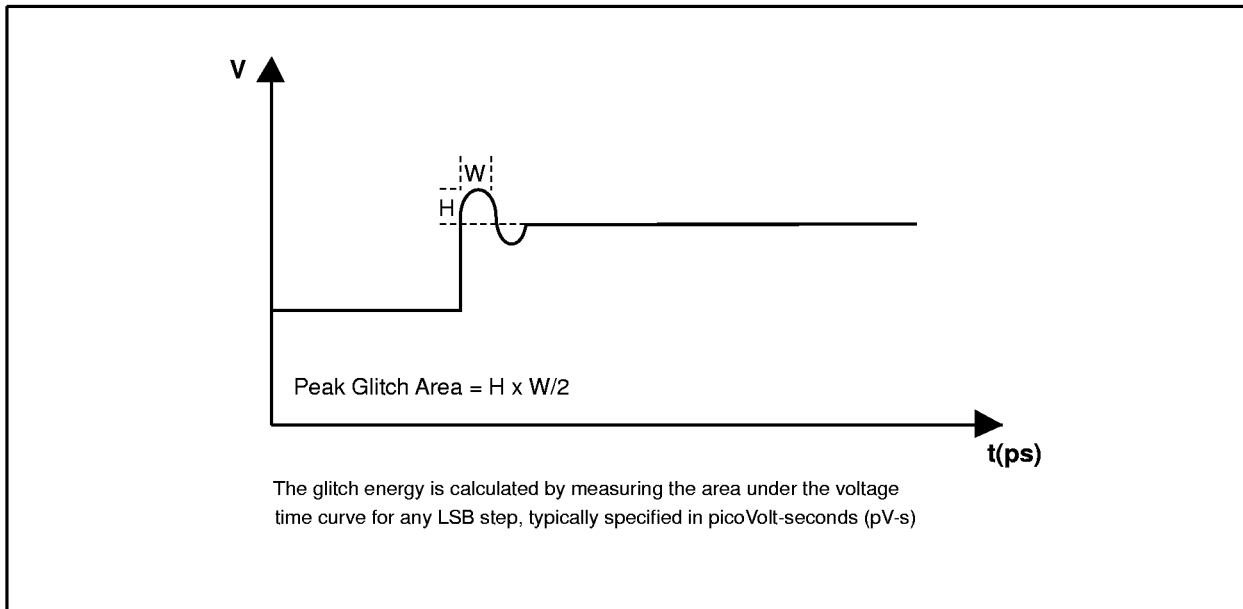 V
W
H
Peak Glitch Area = H x W/2
t(ps)
The glitch energy is calculated by measuring the area under the voltage
time curve for any LSB step, typically specified in picoVolt-seconds (pV-s)